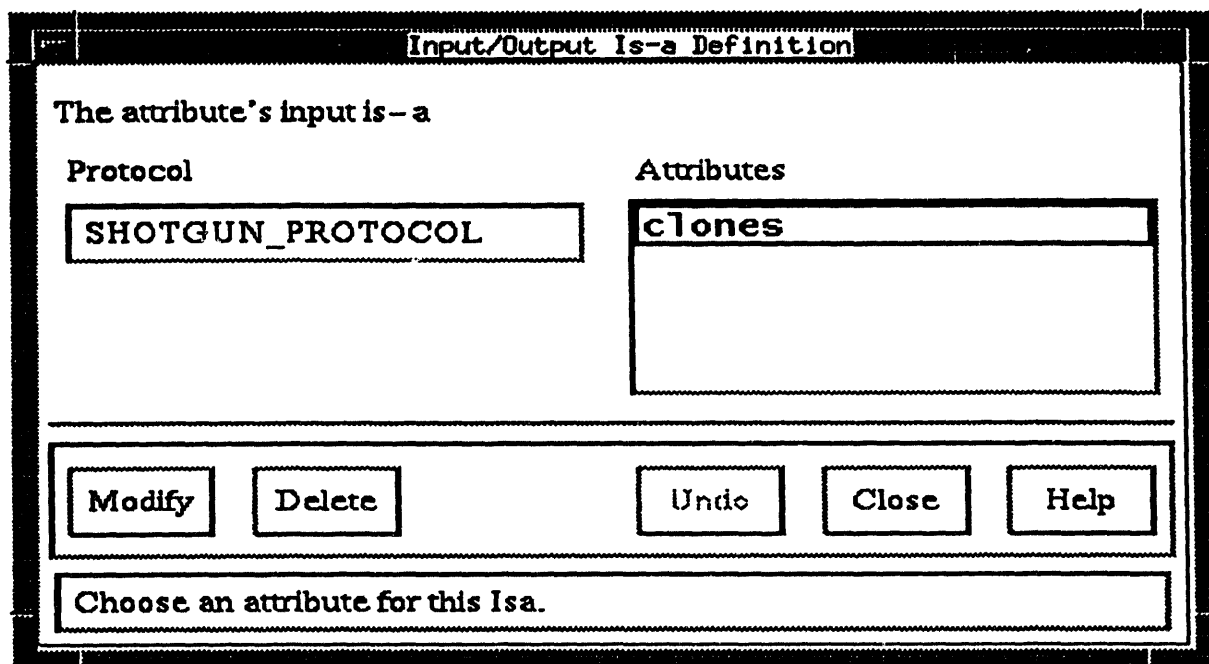 Input/Output Is-a Definition
The attribute's input is-a
Protocol
Attributes
SHOTGUN_PROTOCOL
clones
Modify Delete Undo Close Help
Choose an attribute for this Isa.